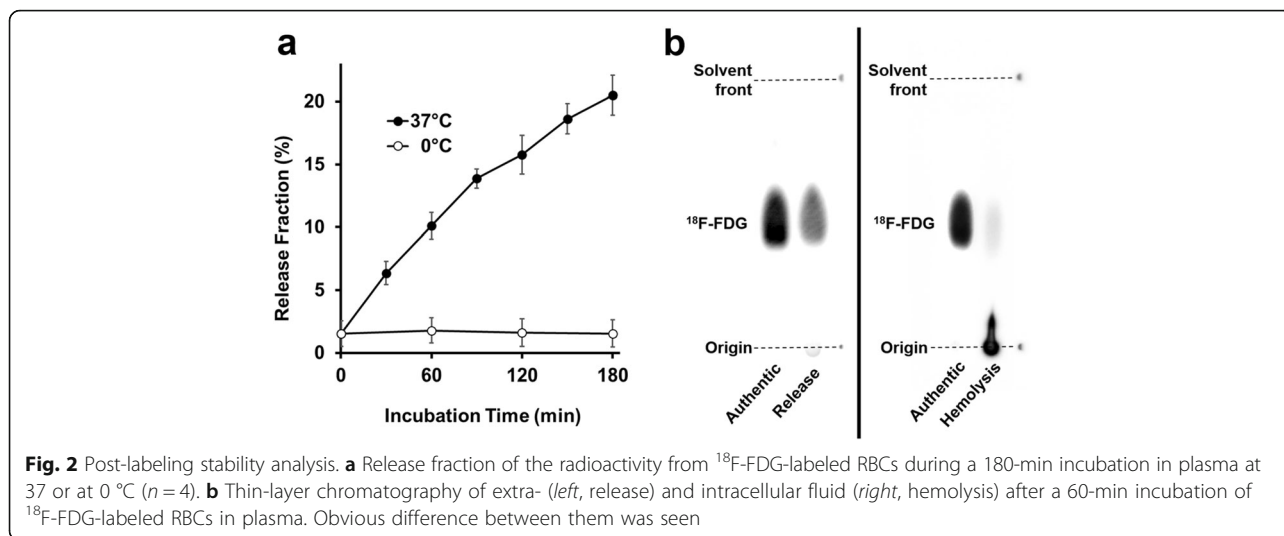 a
Release Fraction (%)
20
15
10
5
0
37°C
0°C
0 60 120 180
Incubation Time (min)
b
Solvent front
¹⁸F-FDG
Origin
Authentic
Release
Solvent front
¹⁸F-FDG
Origin
Authentic
Hemolysis
Fig. 2 Post-labeling stability analysis. a Release fraction of the radioactivity from ¹⁸F-FDG-labeled RBCs during a 180-min incubation in plasma at
37 or at 0 °C (n = 4). b Thin-layer chromatography of extra- (left, release) and intracellular fluid (right, hemolysis) after a 60-min incubation of
¹⁸F-FDG-labeled RBCs in plasma. Obvious difference between them was seen